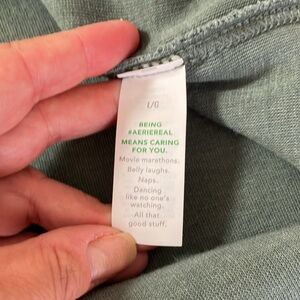 L/G
BEING
#AERIEREAL
MEANS CARING
FOR YOU.
Movie marathons.
Belly laughs.
Naps.
Dancing
like no one's
watching.
All that
good stuff.